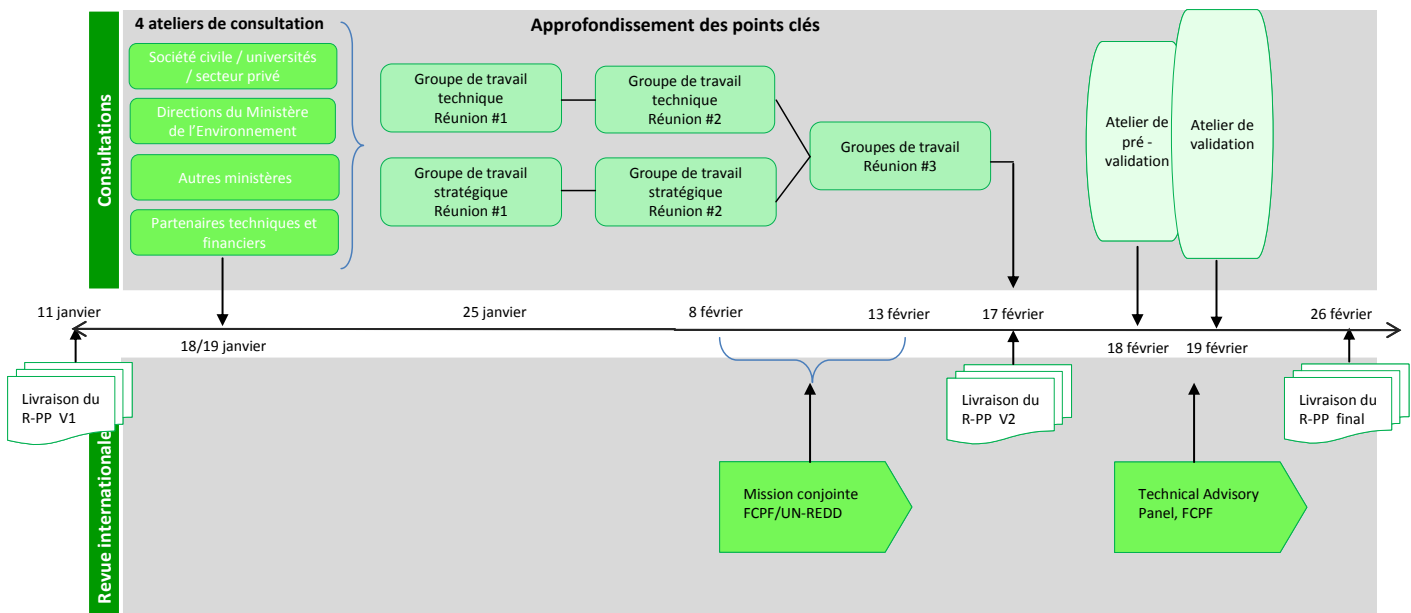 4 ateliers de consultation
Approfondissement des points clés
Consultations
Société civile / universités
/ secteur privé
Directions du Ministère
de l'Environnement
Autres ministères
Partenaires techniques et
financiers
Groupe de travail
technique
Réunion #1
Groupe de travail
technique
Réunion #2
Groupe de travail
stratégique
Réunion #1
Groupe de travail
stratégique
Réunion #2
Groupes de travail
Réunion #3
Atelier de
pré -
validation
Atelier de
validation
11 janvier
25 janvier
8 février
13 février
17 février
26 février
18/19 janvier
18 février
19 février
Livraison du
R-PP V1
Livraison du
R-PP V2
Livraison du
R-PP final
Revue internationale
Mission conjointe
FCPF/UN-REDD
Technical Advisory
Panel, FCPF